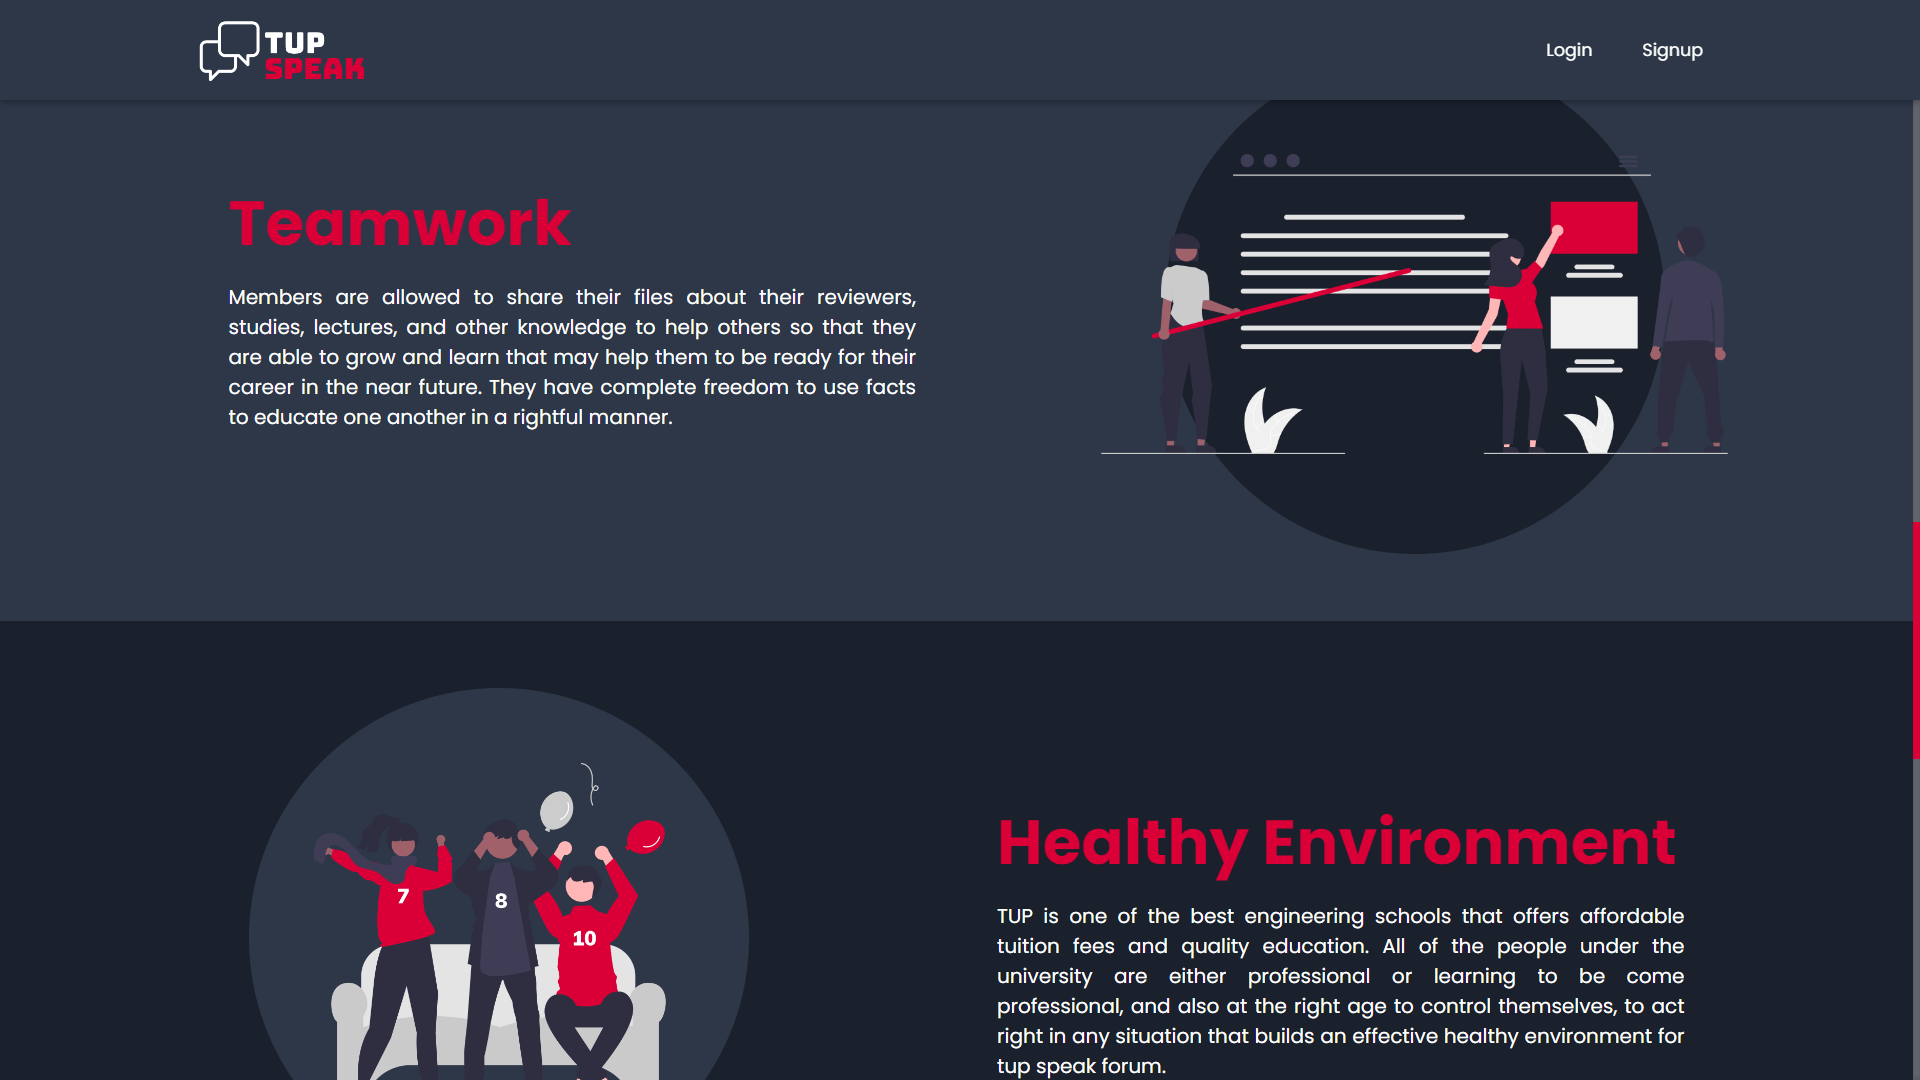 TUP
SPEAK
Login
Signup
Teamwork
Members are allowed to share their files about their reviewers,
studies, lectures, and other knowledge to help others so that they
are able to grow and learn that may help them to be ready for their
career in the near future. They have complete freedom to use facts
to educate one another in a rightful manner.
7
8
10
Healthy Environment
TUP is one of the best engineering schools that offers affordable
tuition fees and quality education. All of the people under the
university are either professional or learning to be come
professional, and also at the right age to control themselves, to act
right in any situation that builds an effective healthy environment for
tup speak forum.